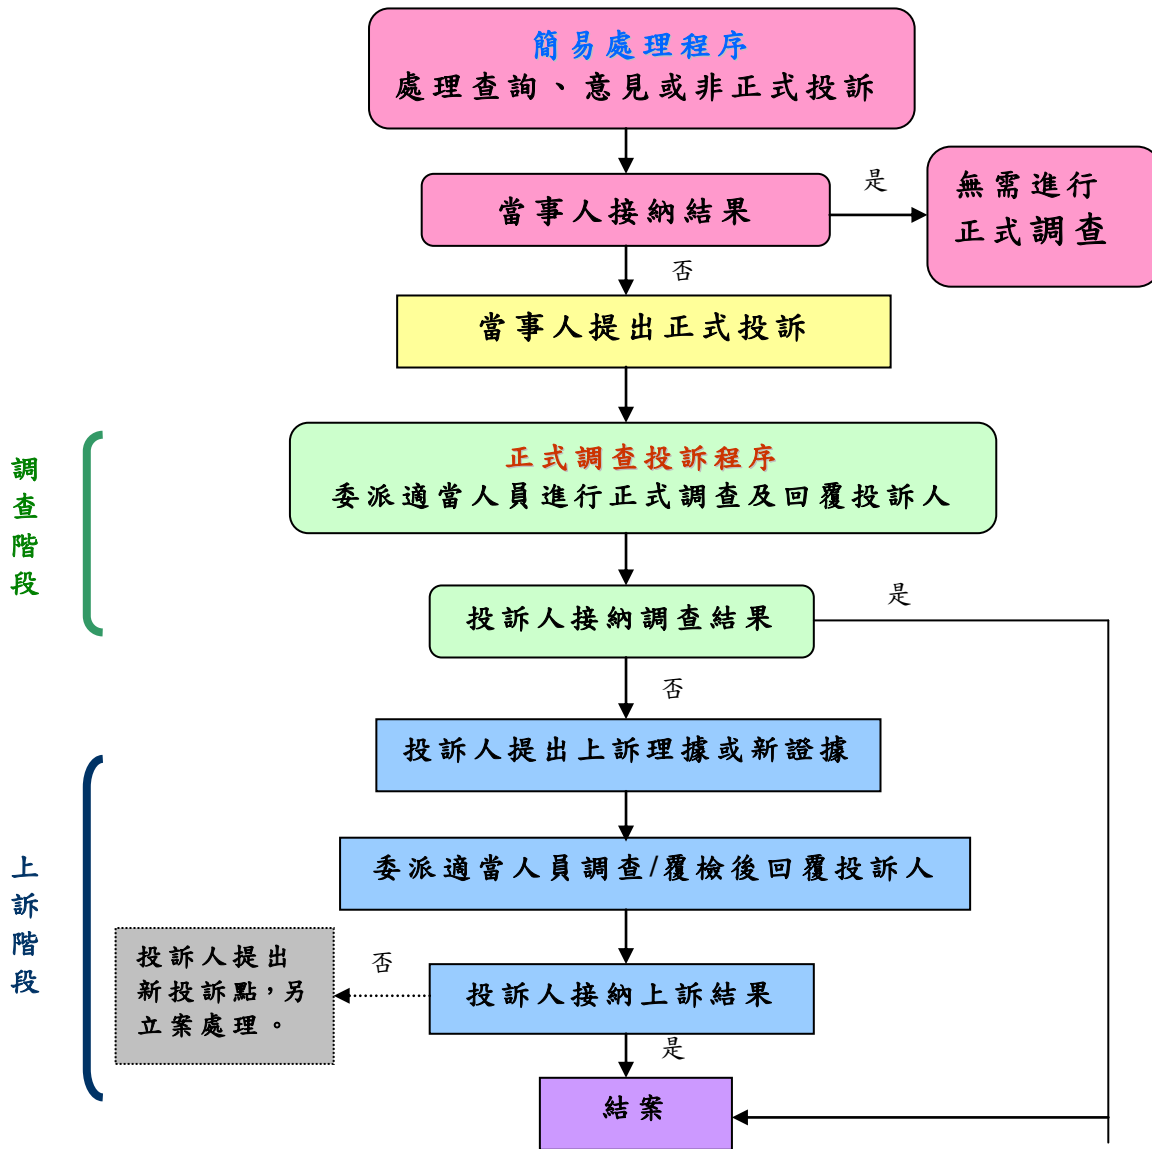 簡易處理程序
處理查詢、意見或非正式投訴
當事人接納結果
是
無需進行
正式調查
否
當事人提出正式投訴
調查階段
正式調查投訴程序
委派適當人員進行正式調查及回覆投訴人
投訴人接納調查結果
是
否
上訴階段
投訴人提出上訴理據或新證據
委派適當人員調查/覆檢後回覆投訴人
投訴人接納上訴結果
否
投訴人提出
新投訴點，另
立案處理。
是
結案